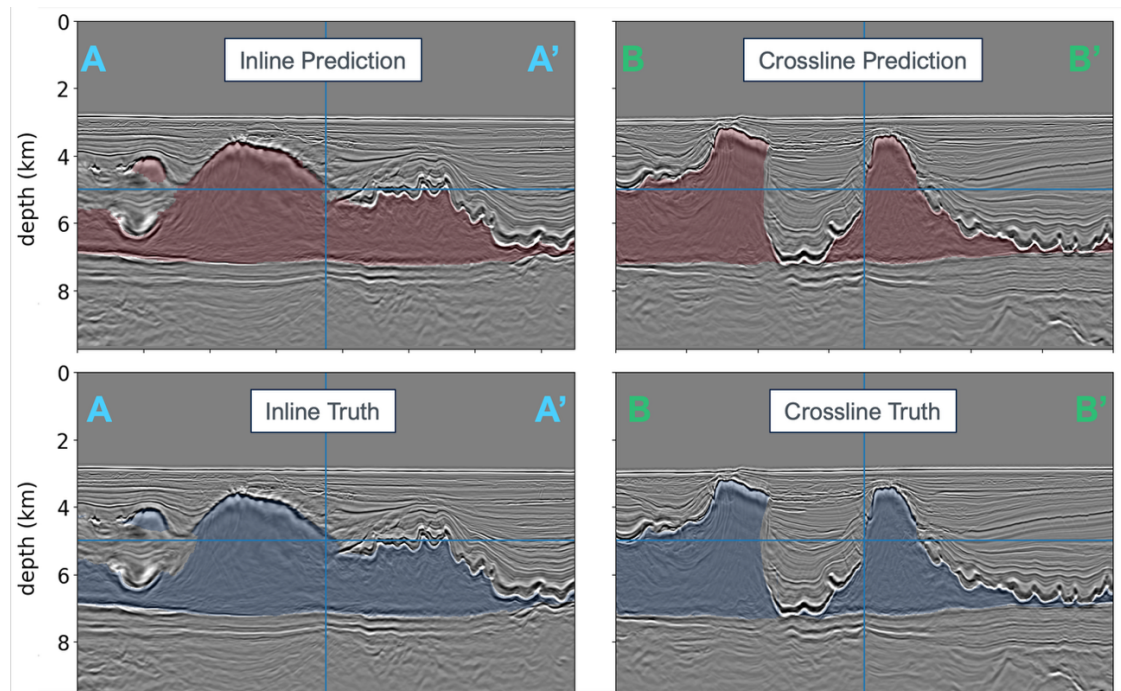 0
A
Inline Prediction
A’
B
Crossline Prediction
B’
2
4
6
8
depth (km)
0
A
Inline Truth
A’
B
Crossline Truth
B’
2
4
6
8
depth (km)